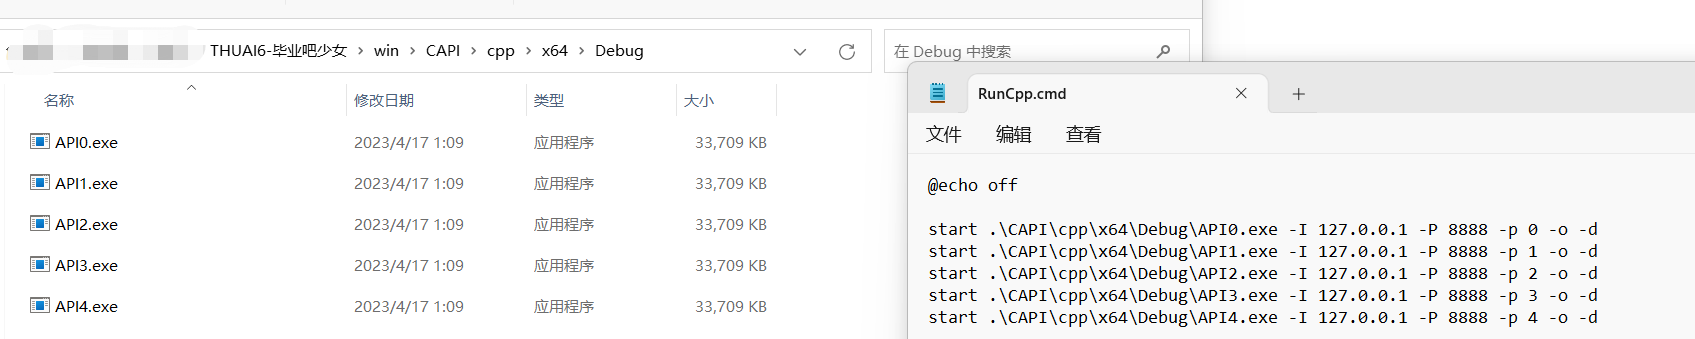 THUAI6-毕业吧少女 > win > CAPI > cpp > x64 > Debug
在 Debug 中搜索
名称 修改日期 类型 大小
API0.exe 2023/4/17 1:09 应用程序 33,709 KB
API1.exe 2023/4/17 1:09 应用程序 33,709 KB
API2.exe 2023/4/17 1:09 应用程序 33,709 KB
API3.exe 2023/4/17 1:09 应用程序 33,709 KB
API4.exe 2023/4/17 1:09 应用程序 33,709 KB
RunCpp.cmd
文件 编辑 查看
@echo off
start .\CAPI\cpp\x64\Debug\API0.exe -I 127.0.0.1 -P 8888 -p 0 -o -d
start .\CAPI\cpp\x64\Debug\API1.exe -I 127.0.0.1 -P 8888 -p 1 -o -d
start .\CAPI\cpp\x64\Debug\API2.exe -I 127.0.0.1 -P 8888 -p 2 -o -d
start .\CAPI\cpp\x64\Debug\API3.exe -I 127.0.0.1 -P 8888 -p 3 -o -d
start .\CAPI\cpp\x64\Debug\API4.exe -I 127.0.0.1 -P 8888 -p 4 -o -d